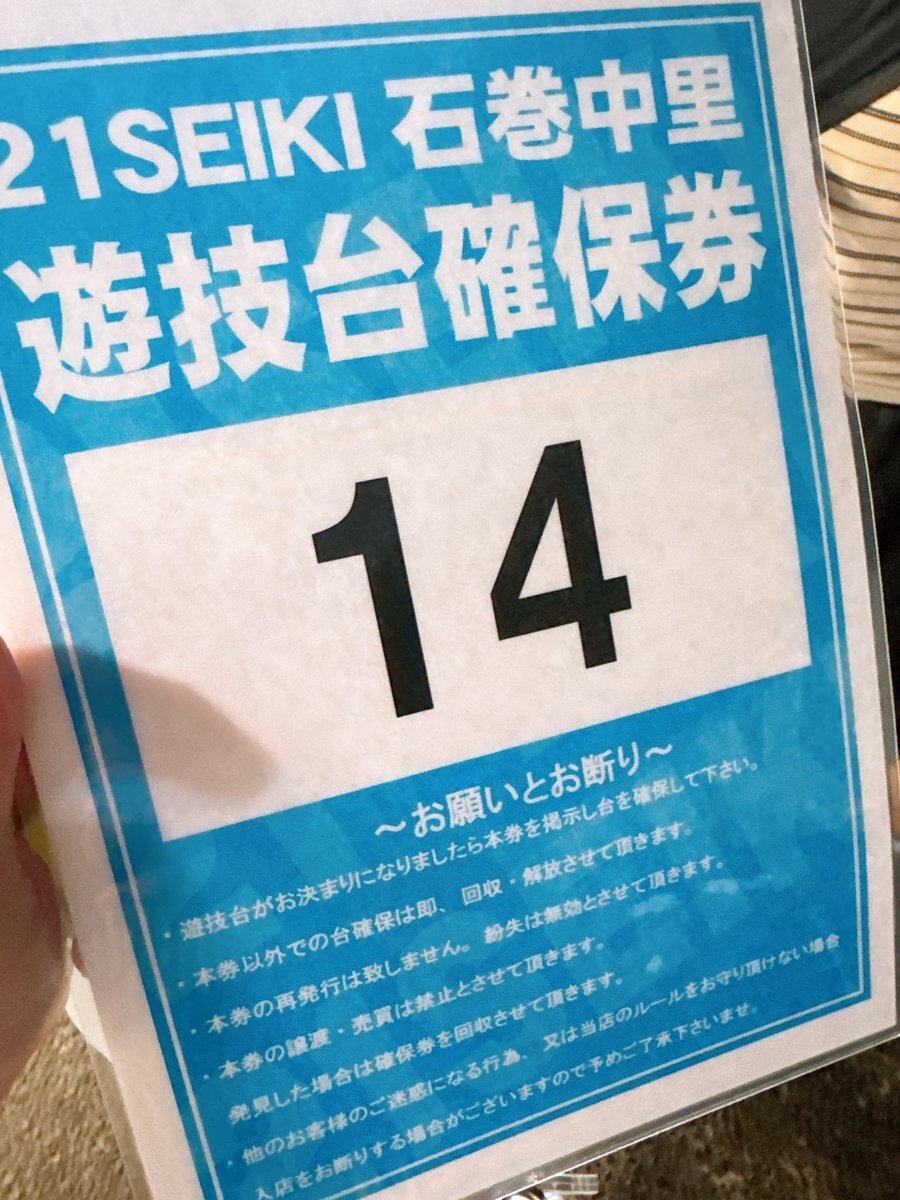 21SEIKI 石巻中里
遊技台確保券
14
～お願いとお断り～
・遊技台がお決まりになりましたら本券を掲示し台を確保して下さい。
・本券以外での台確保は即、回収・解放させて頂きます。
・本券の再発行は致しません。紛失は無効とさせて頂きます。
・本券の譲渡・売買は禁止とさせて頂きます。
発見した場合は確保券を回収させて頂きます。
・他のお客様のご迷惑になる行為、又は当店のルールをお守り頂けない場合
入店をお断りする場合がございますので予めご了承下さいませ。